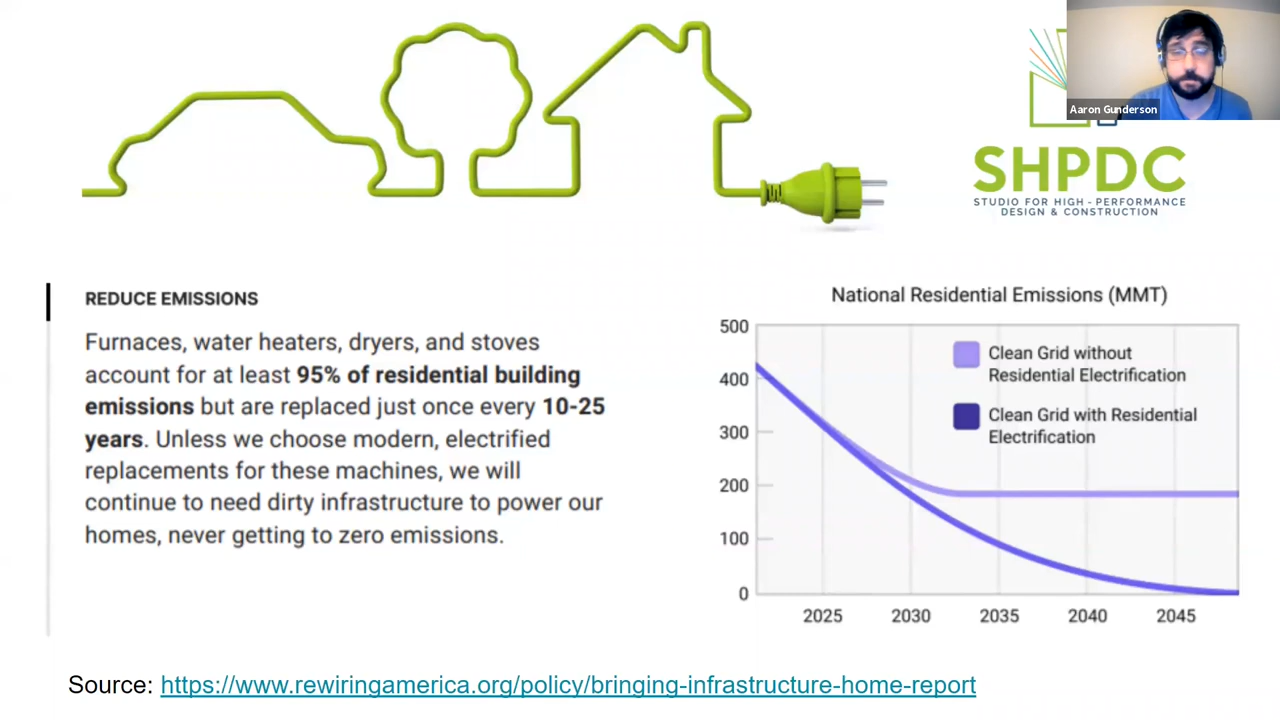 Aaron Gunderson
SHPDC
STUDIO FOR HIGH - PERFORMANCE
DESIGN & CONSTRUCTION
REDUCE EMISSIONS
Furnaces, water heaters, dryers, and stoves
account for at least 95% of residential building
emissions but are replaced just once every 10-25
years. Unless we choose modern, electrified
replacements for these machines, we will
continue to need dirty infrastructure to power our
homes, never getting to zero emissions.
National Residential Emissions (MMT)
500
400
300
200
100
0
Clean Grid without
Residential Electrification
Clean Grid with Residential
Electrification
2025 2030 2035 2040 2045
Source: https://www.rewiringamerica.org/policy/bringing-infrastructure-home-report